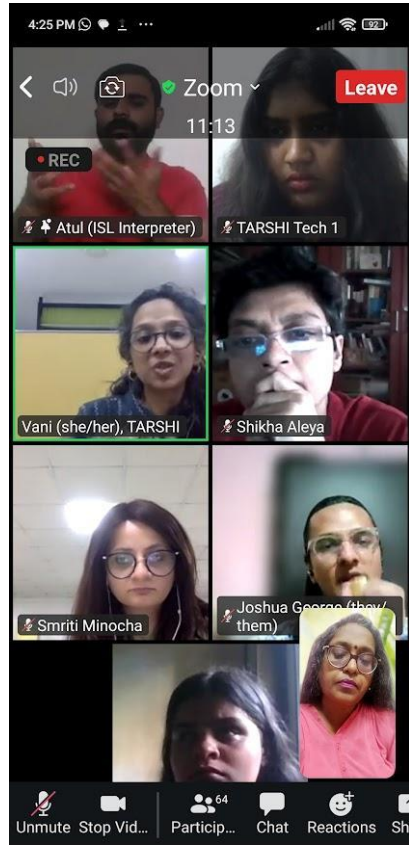 4:25 PM ...
92
Zoom
Leave
11:13
REC
Atul (ISL Interpreter)
TARSHI Tech 1
Vani (she/her), TARSHI
Shikha Aleya
Smriti Minocha
Joshua George (they/
them)
64
Unmute Stop Vid... Particip... Chat Reactions Sh